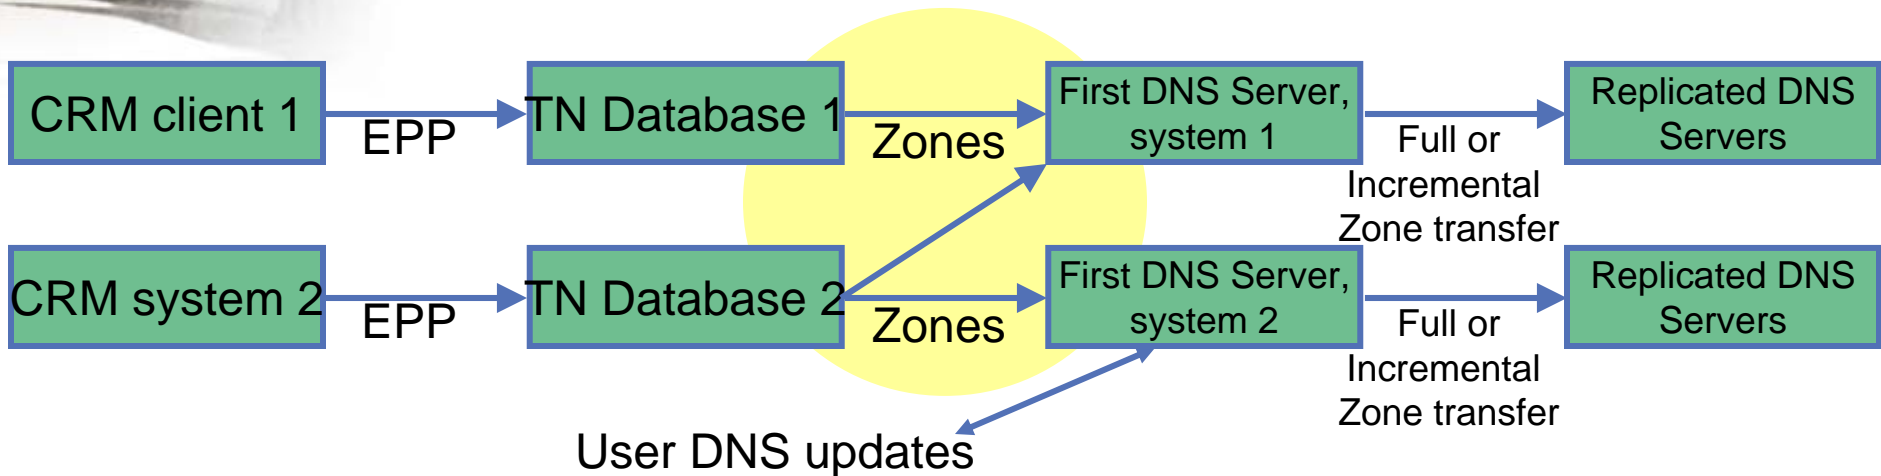 CRM client 1
EPP
TN Database 1
Zones
First DNS Server,
system 1
Full or
Incremental
Zone transfer
Replicated DNS
Servers
CRM system 2
EPP
TN Database 2
Zones
First DNS Server,
system 2
Full or
Incremental
Zone transfer
Replicated DNS
Servers
User DNS updates